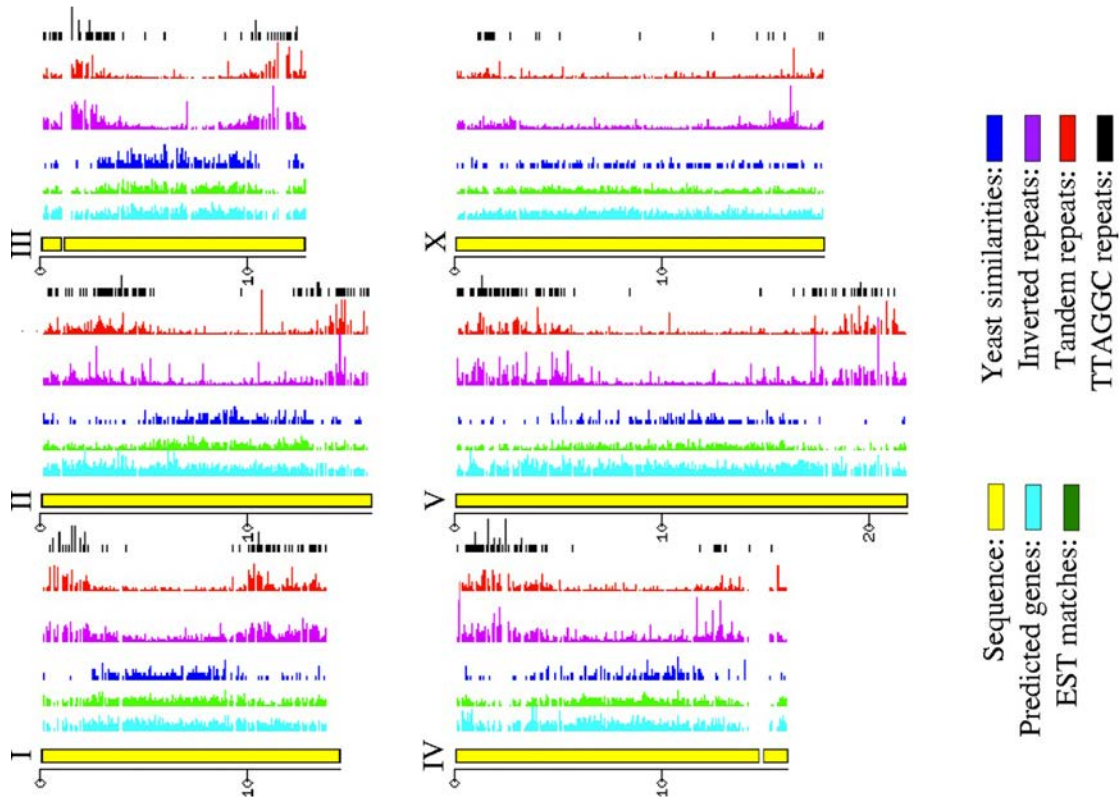 I
0
10
II
0
10
III
0
10
IV
0
10
V
0
10
20
X
0
10
Sequence:
Predicted genes:
EST matches:
Yeast similarities:
Inverted repeats:
Tandem repeats:
TTAGGC repeats: